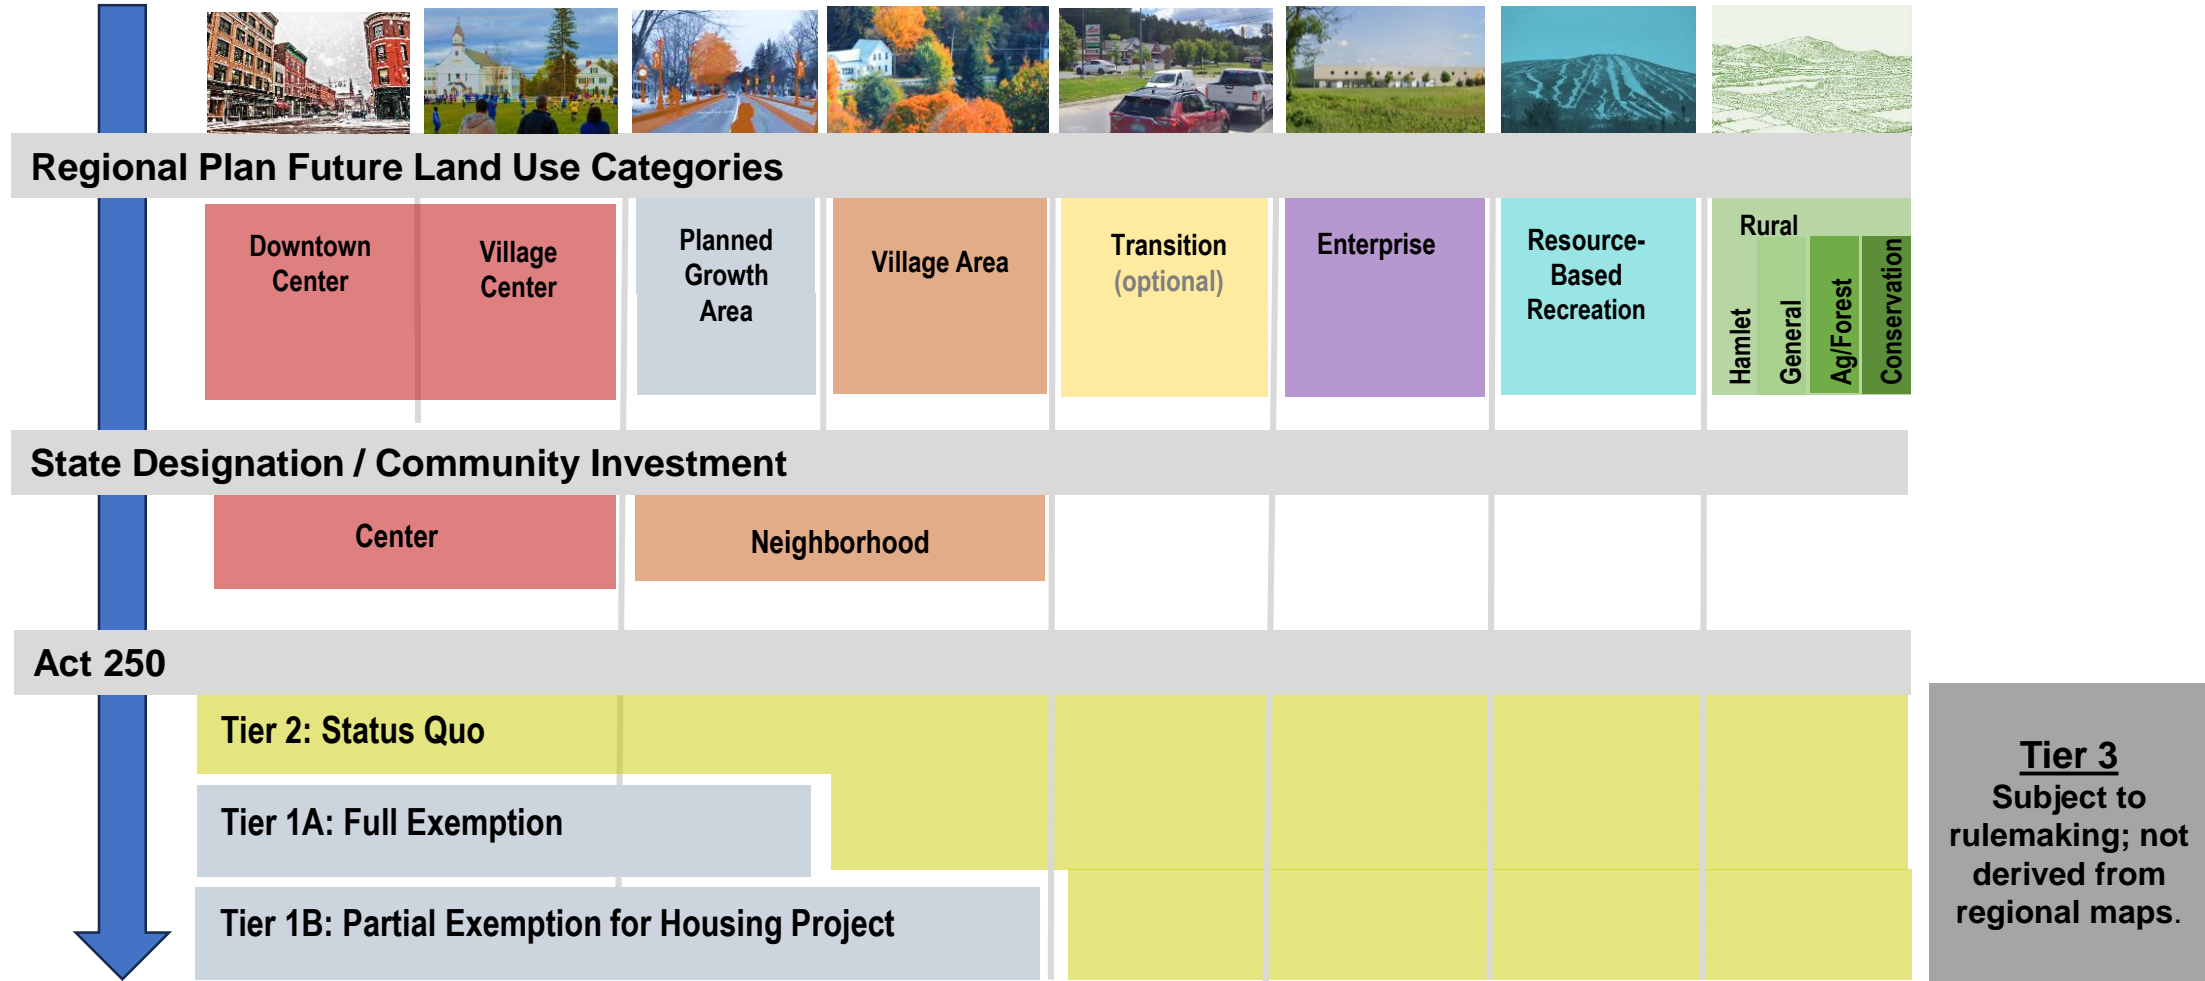 Regional Plan Future Land Use Categories
Downtown
Center
Village
Center
Planned
Growth
Area
Village Area
Transition
(optional)
Enterprise
Resource-
Based
Recreation
Rural
Hamlet
General
Ag/Forest
Conservation
State Designation / Community Investment
Center
Neighborhood
Act 250
Tier 2: Status Quo
Tier 1A: Full Exemption
Tier 1B: Partial Exemption for Housing Project
Tier 3
Subject to
rulemaking; not
derived from
regional maps.